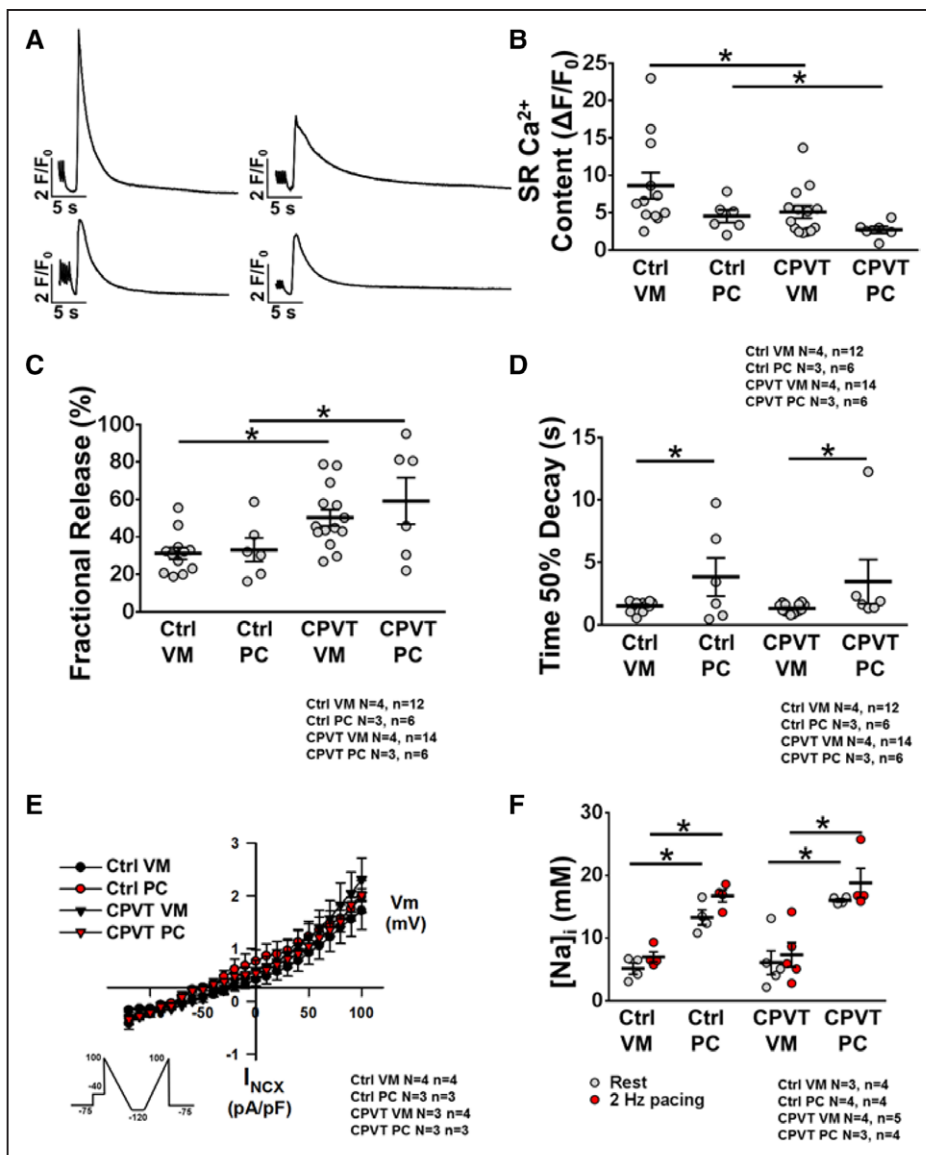 A
2 F/F₀
5 s
2 F/F₀
5 s
2 F/F₀
5 s
2 F/F₀
5 s
B
SR Ca²⁺
Content (ΔF/F₀)
25
20
15
10
5
0
Ctrl VM
Ctrl PC
CPVT VM
CPVT PC
*
*
Ctrl VM N=4, n=12
Ctrl PC N=3, n=6
CPVT VM N=4, n=14
CPVT PC N=3, n=6
C
Fractional Release (%)
100
80
60
40
20
0
Ctrl VM
Ctrl PC
CPVT VM
CPVT PC
*
*
Ctrl VM N=4, n=12
Ctrl PC N=3, n=6
CPVT VM N=4, n=14
CPVT PC N=3, n=6
D
Time 50% Decay (s)
15
10
5
0
Ctrl VM
Ctrl PC
CPVT VM
CPVT PC
*
*
Ctrl VM N=4, n=12
Ctrl PC N=3, n=6
CPVT VM N=4, n=14
CPVT PC N=3, n=6
E
Ctrl VM
Ctrl PC
CPVT VM
CPVT PC
3
2
1
0
-1
-50
0
50
100
Vm
(mV)
I_NCX
(pA/pF)
100
100
-40
-75
-75
-120
Ctrl VM N=4 n=4
Ctrl PC N=3 n=3
CPVT VM N=3 n=4
CPVT PC N=3 n=3
F
[Na]ᵢ (mM)
30
20
10
0
Ctrl VM
Ctrl PC
CPVT VM
CPVT PC
*
*
*
*
Rest
2 Hz pacing
Ctrl VM N=3, n=4
Ctrl PC N=4, n=4
CPVT VM N=4, n=5
CPVT PC N=3, n=4